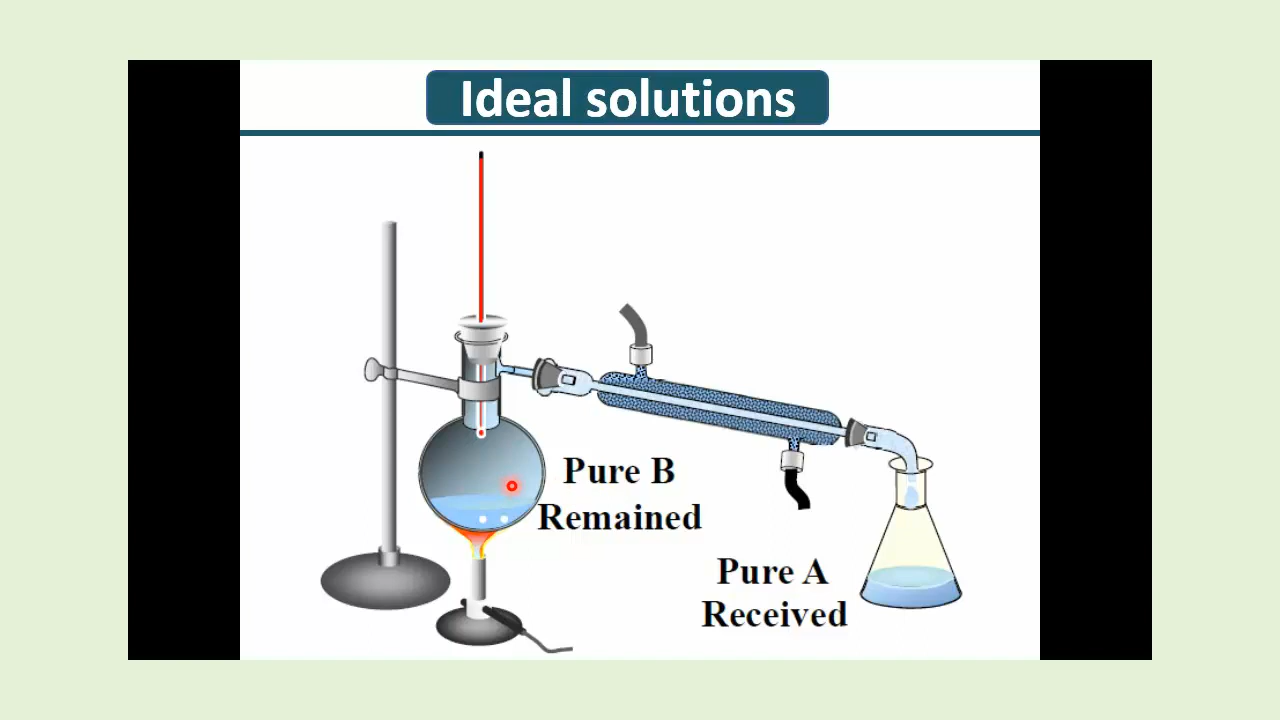 Ideal solutions
Pure B
Remained
Pure A
Received